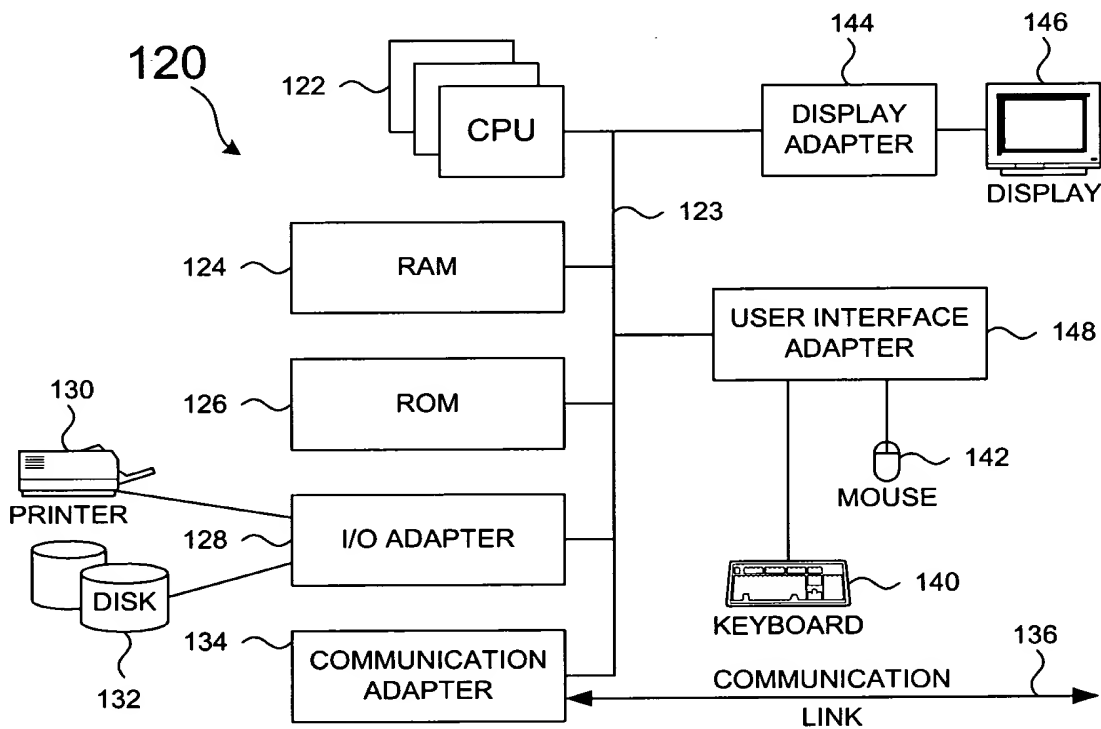 120
122
CPU
144
DISPLAY
ADAPTER
146
DISPLAY
123
124
RAM
USER INTERFACE
ADAPTER
148
126
ROM
130
PRINTER
142
MOUSE
128
I/O ADAPTER
DISK
132
140
KEYBOARD
134
COMMUNICATION
ADAPTER
136
COMMUNICATION
LINK